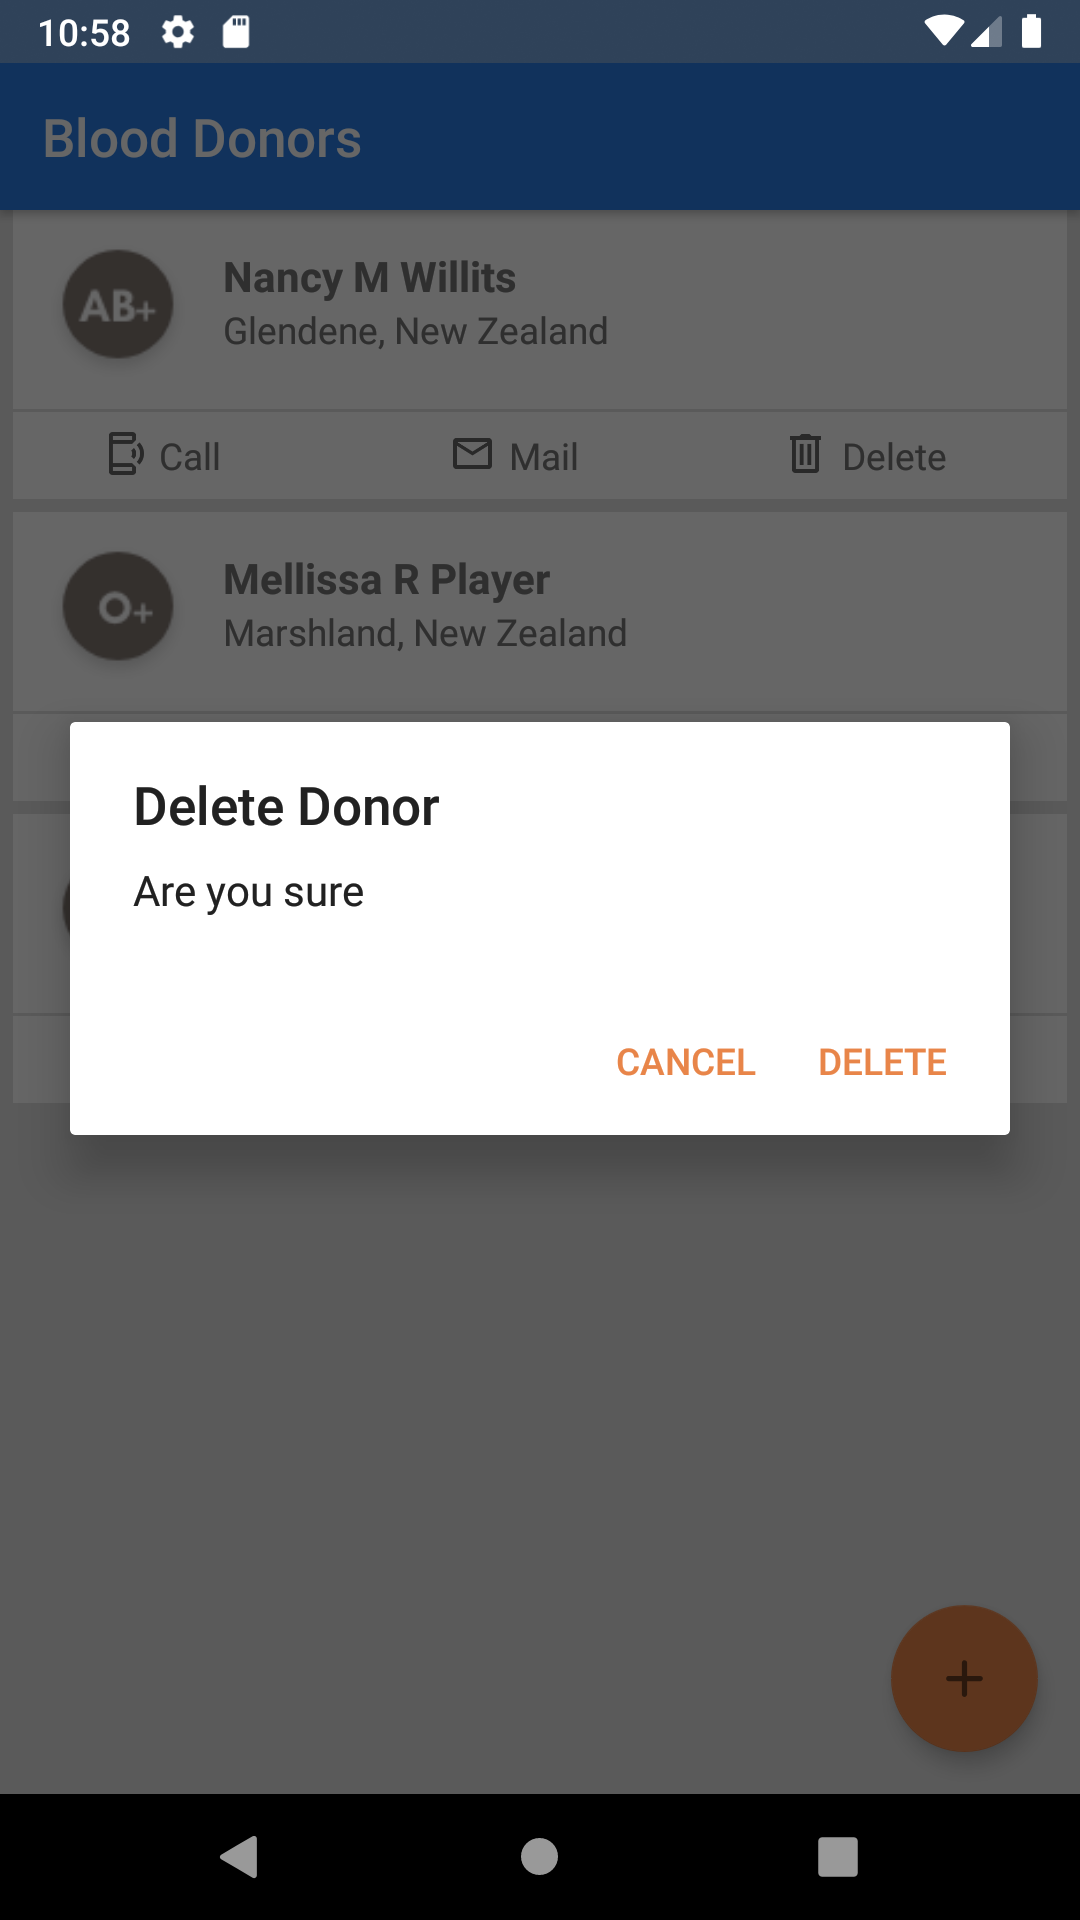 10:58
Blood Donors
AB+
Nancy M Willits
Glendene, New Zealand
Call
Mail
Delete
O+
Mellissa R Player
Marshland, New Zealand
Delete Donor
Are you sure
CANCEL
DELETE